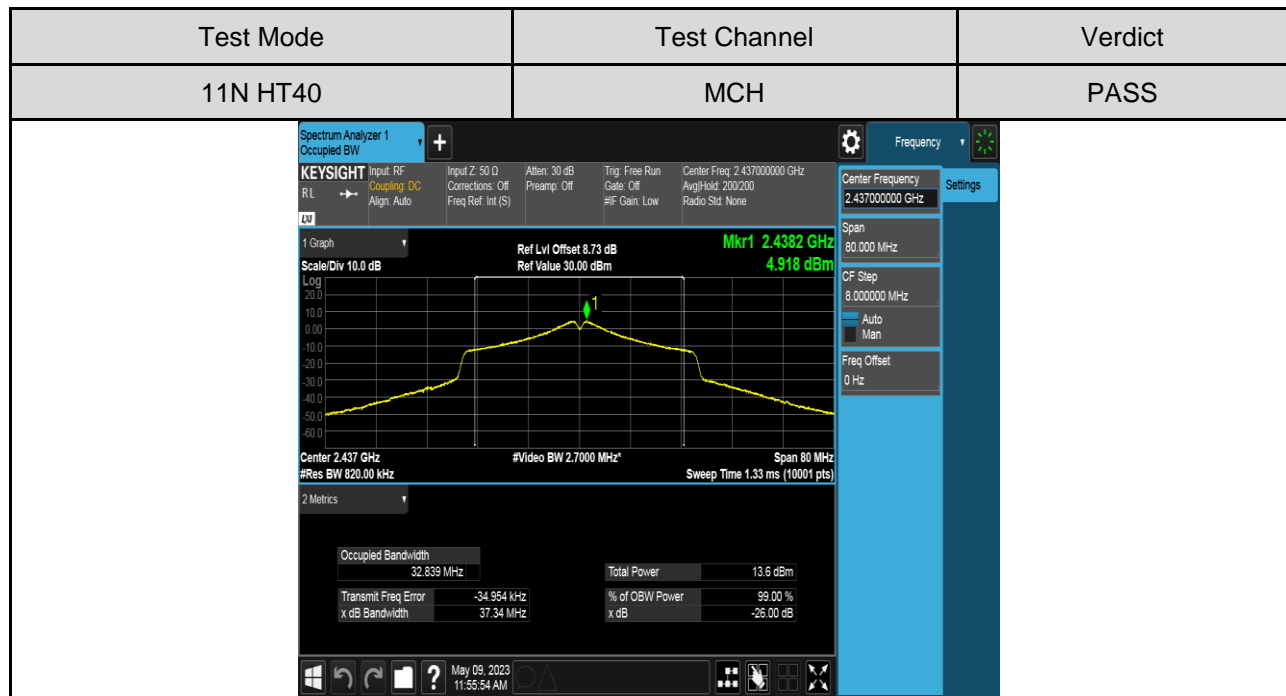 Test Mode Test Channel Verdict
11N HT40 MCH PASS
Spectrum Analyzer 1
Occupied BW
+
Frequency
KEYSIGHT Input: RF Input Z: 50 Ω Atten: 30 dB Trig: Free Run Center Freq: 2.437000000 GHz
R L Coupling: DC Corrections: Off Preamp: Off Gate: Off Avg|Hold: 200/200
Align: Auto Freq Ref: Int (S) #IF Gain: Low Radio Std: None
LXI
Center Frequency
2.437000000 GHz
Settings
Span
80.000 MHz
CF Step
8.000000 MHz
Auto
Man
Freq Offset
0 Hz
1 Graph Ref Lvl Offset 8.73 dB Mkr1 2.4382 GHz
Scale/Div 10.0 dB Ref Value 30.00 dBm 4.918 dBm
Log
20.0
10.0
1
0.00
-10.0
-20.0
-30.0
-40.0
-50.0
-60.0
Center 2.437 GHz #Video BW 2.7000 MHz* Span 80 MHz
#Res BW 820.00 kHz Sweep Time 1.33 ms (10001 pts)
2 Metrics
Occupied Bandwidth
32.839 MHz Total Power 13.6 dBm
Transmit Freq Error -34.954 kHz % of OBW Power 99.00 %
x dB Bandwidth 37.34 MHz x dB -26.00 dB
? May 09, 2023
11:55:54 AM